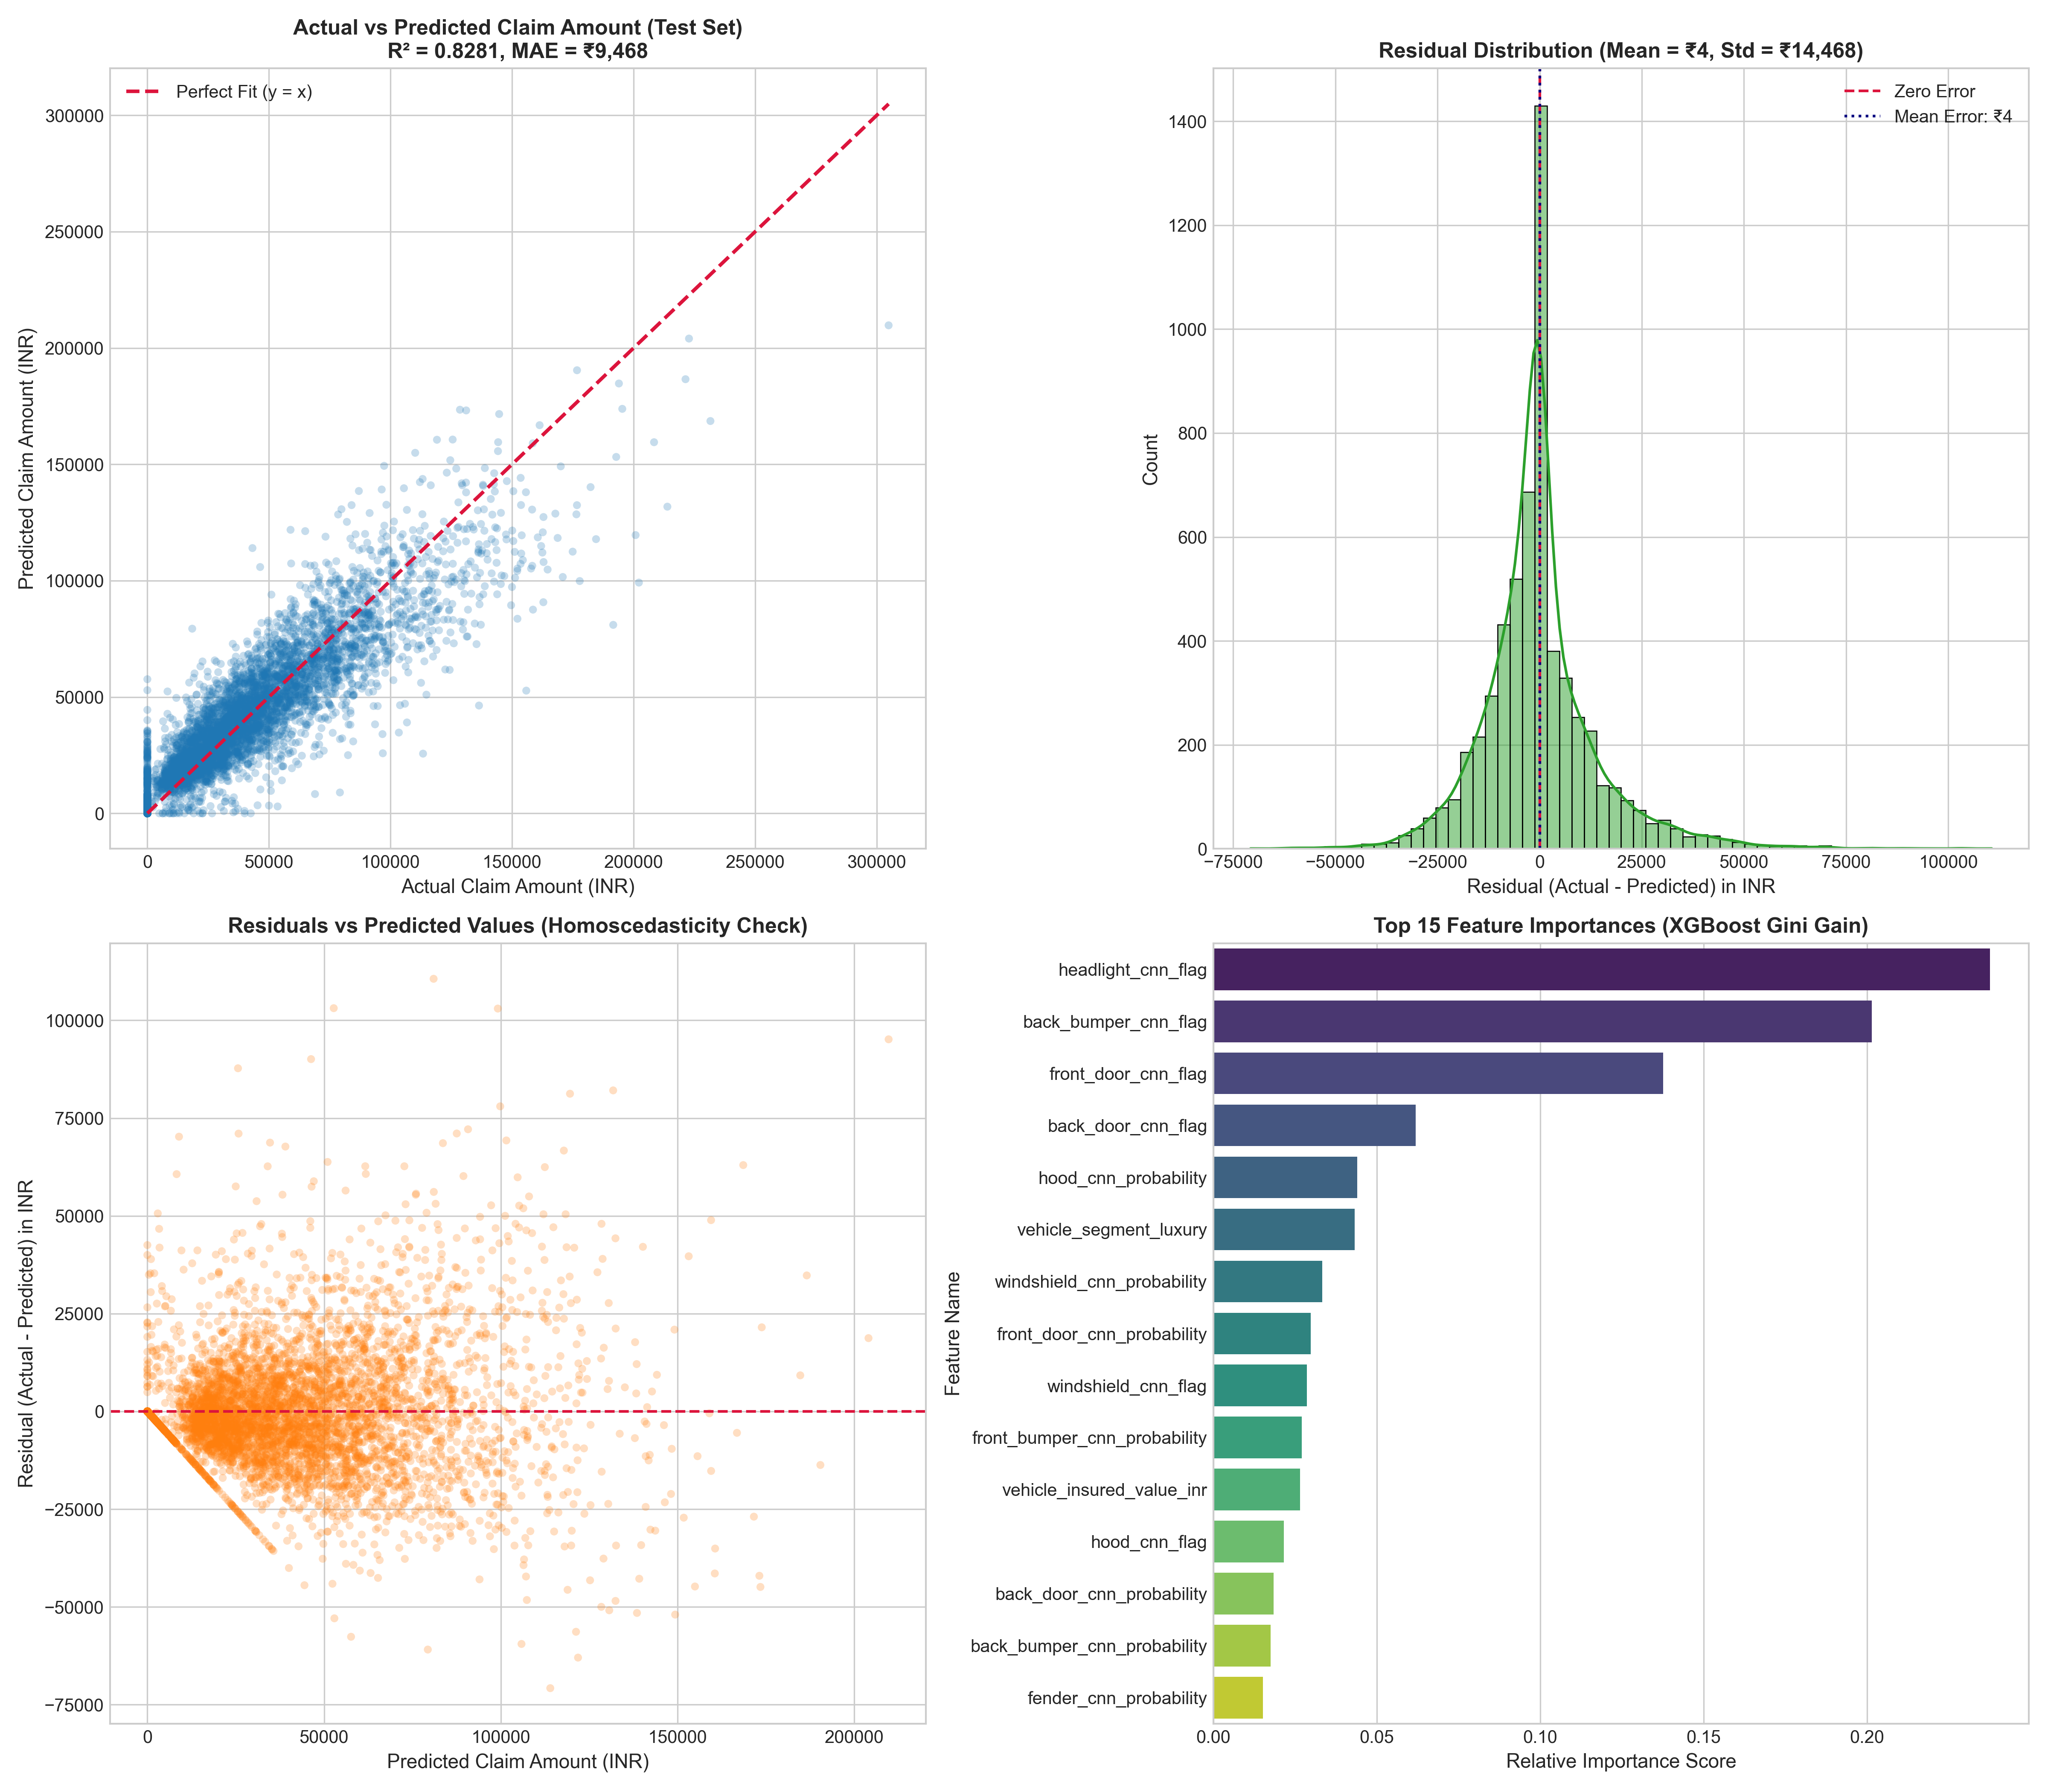 Actual vs Predicted Claim Amount (Test Set)
R² = 0.8281, MAE = ₹9,468
Perfect Fit (y = x)
300000
250000
200000
150000
100000
50000
0
Predicted Claim Amount (INR)
0 50000 100000 150000 200000 250000 300000
Actual Claim Amount (INR)
Residual Distribution (Mean = ₹4, Std = ₹14,468)
Zero Error
Mean Error: ₹4
1400
1200
1000
800
600
400
200
0
Count
−75000 −50000 −25000 0 25000 50000 75000 100000
Residual (Actual - Predicted) in INR
Residuals vs Predicted Values (Homoscedasticity Check)
100000
75000
50000
25000
0
−25000
−50000
−75000
Residual (Actual - Predicted) in INR
0 50000 100000 150000 200000
Predicted Claim Amount (INR)
Top 15 Feature Importances (XGBoost Gini Gain)
headlight_cnn_flag
back_bumper_cnn_flag
front_door_cnn_flag
back_door_cnn_flag
hood_cnn_probability
vehicle_segment_luxury
windshield_cnn_probability
front_door_cnn_probability
windshield_cnn_flag
front_bumper_cnn_probability
vehicle_insured_value_inr
hood_cnn_flag
back_door_cnn_probability
back_bumper_cnn_probability
fender_cnn_probability
Feature Name
0.00 0.05 0.10 0.15 0.20
Relative Importance Score